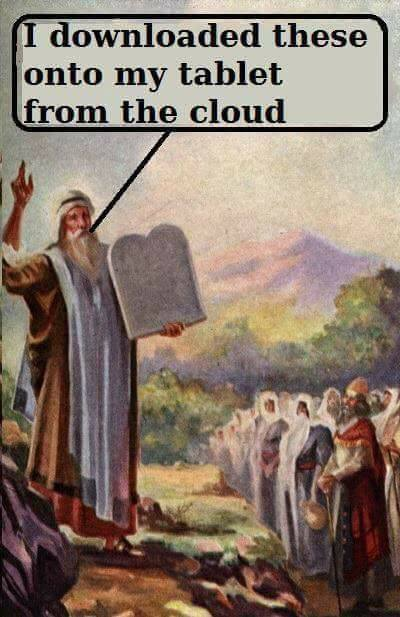 I downloaded these
onto my tablet
from the cloud